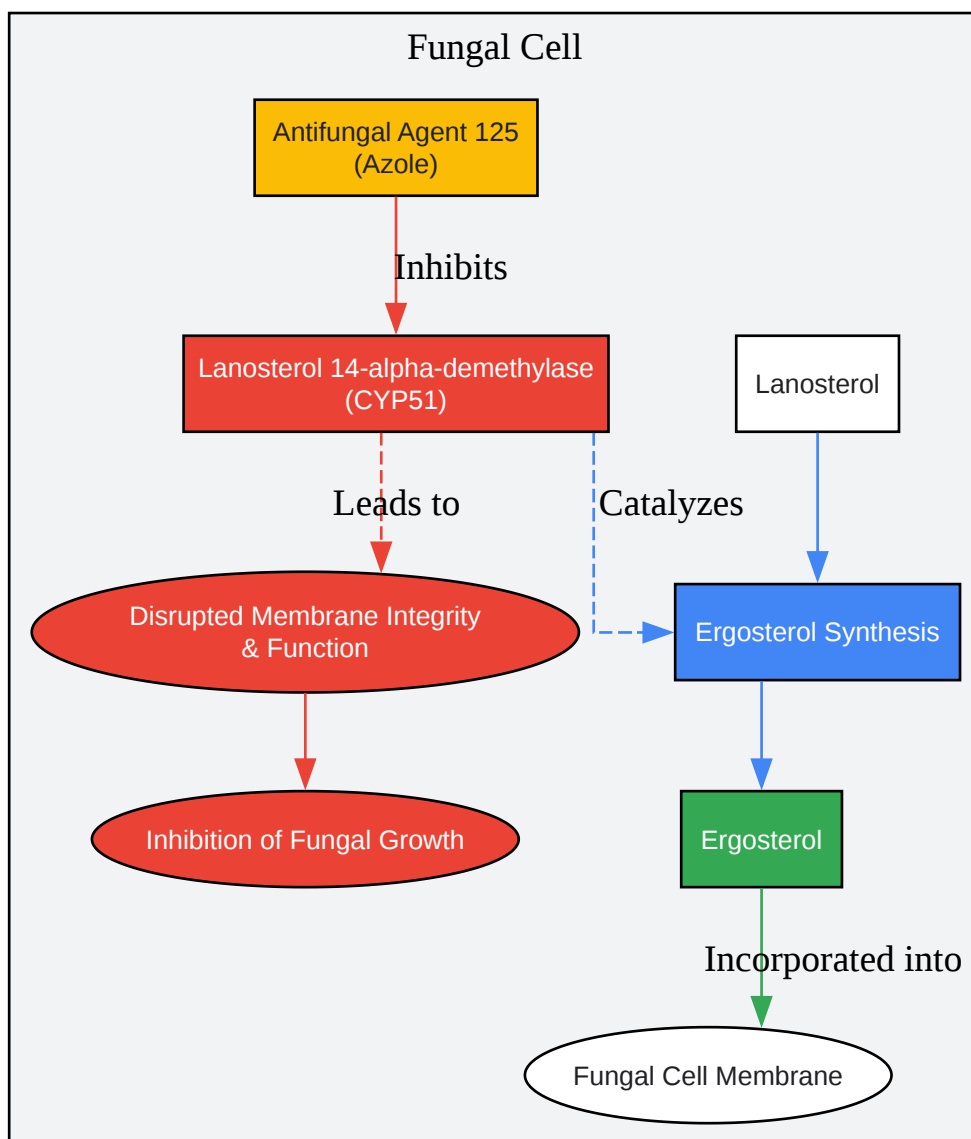 Fungal Cell
Antifungal Agent 125
(Azole)
Inhibits
Lanosterol 14-alpha-demethylase
(CYP51)
Lanosterol
Leads to
Catalyzes
Disrupted Membrane Integrity
& Function
Ergosterol Synthesis
Inhibition of Fungal Growth
Ergosterol
Incorporated into
Fungal Cell Membrane